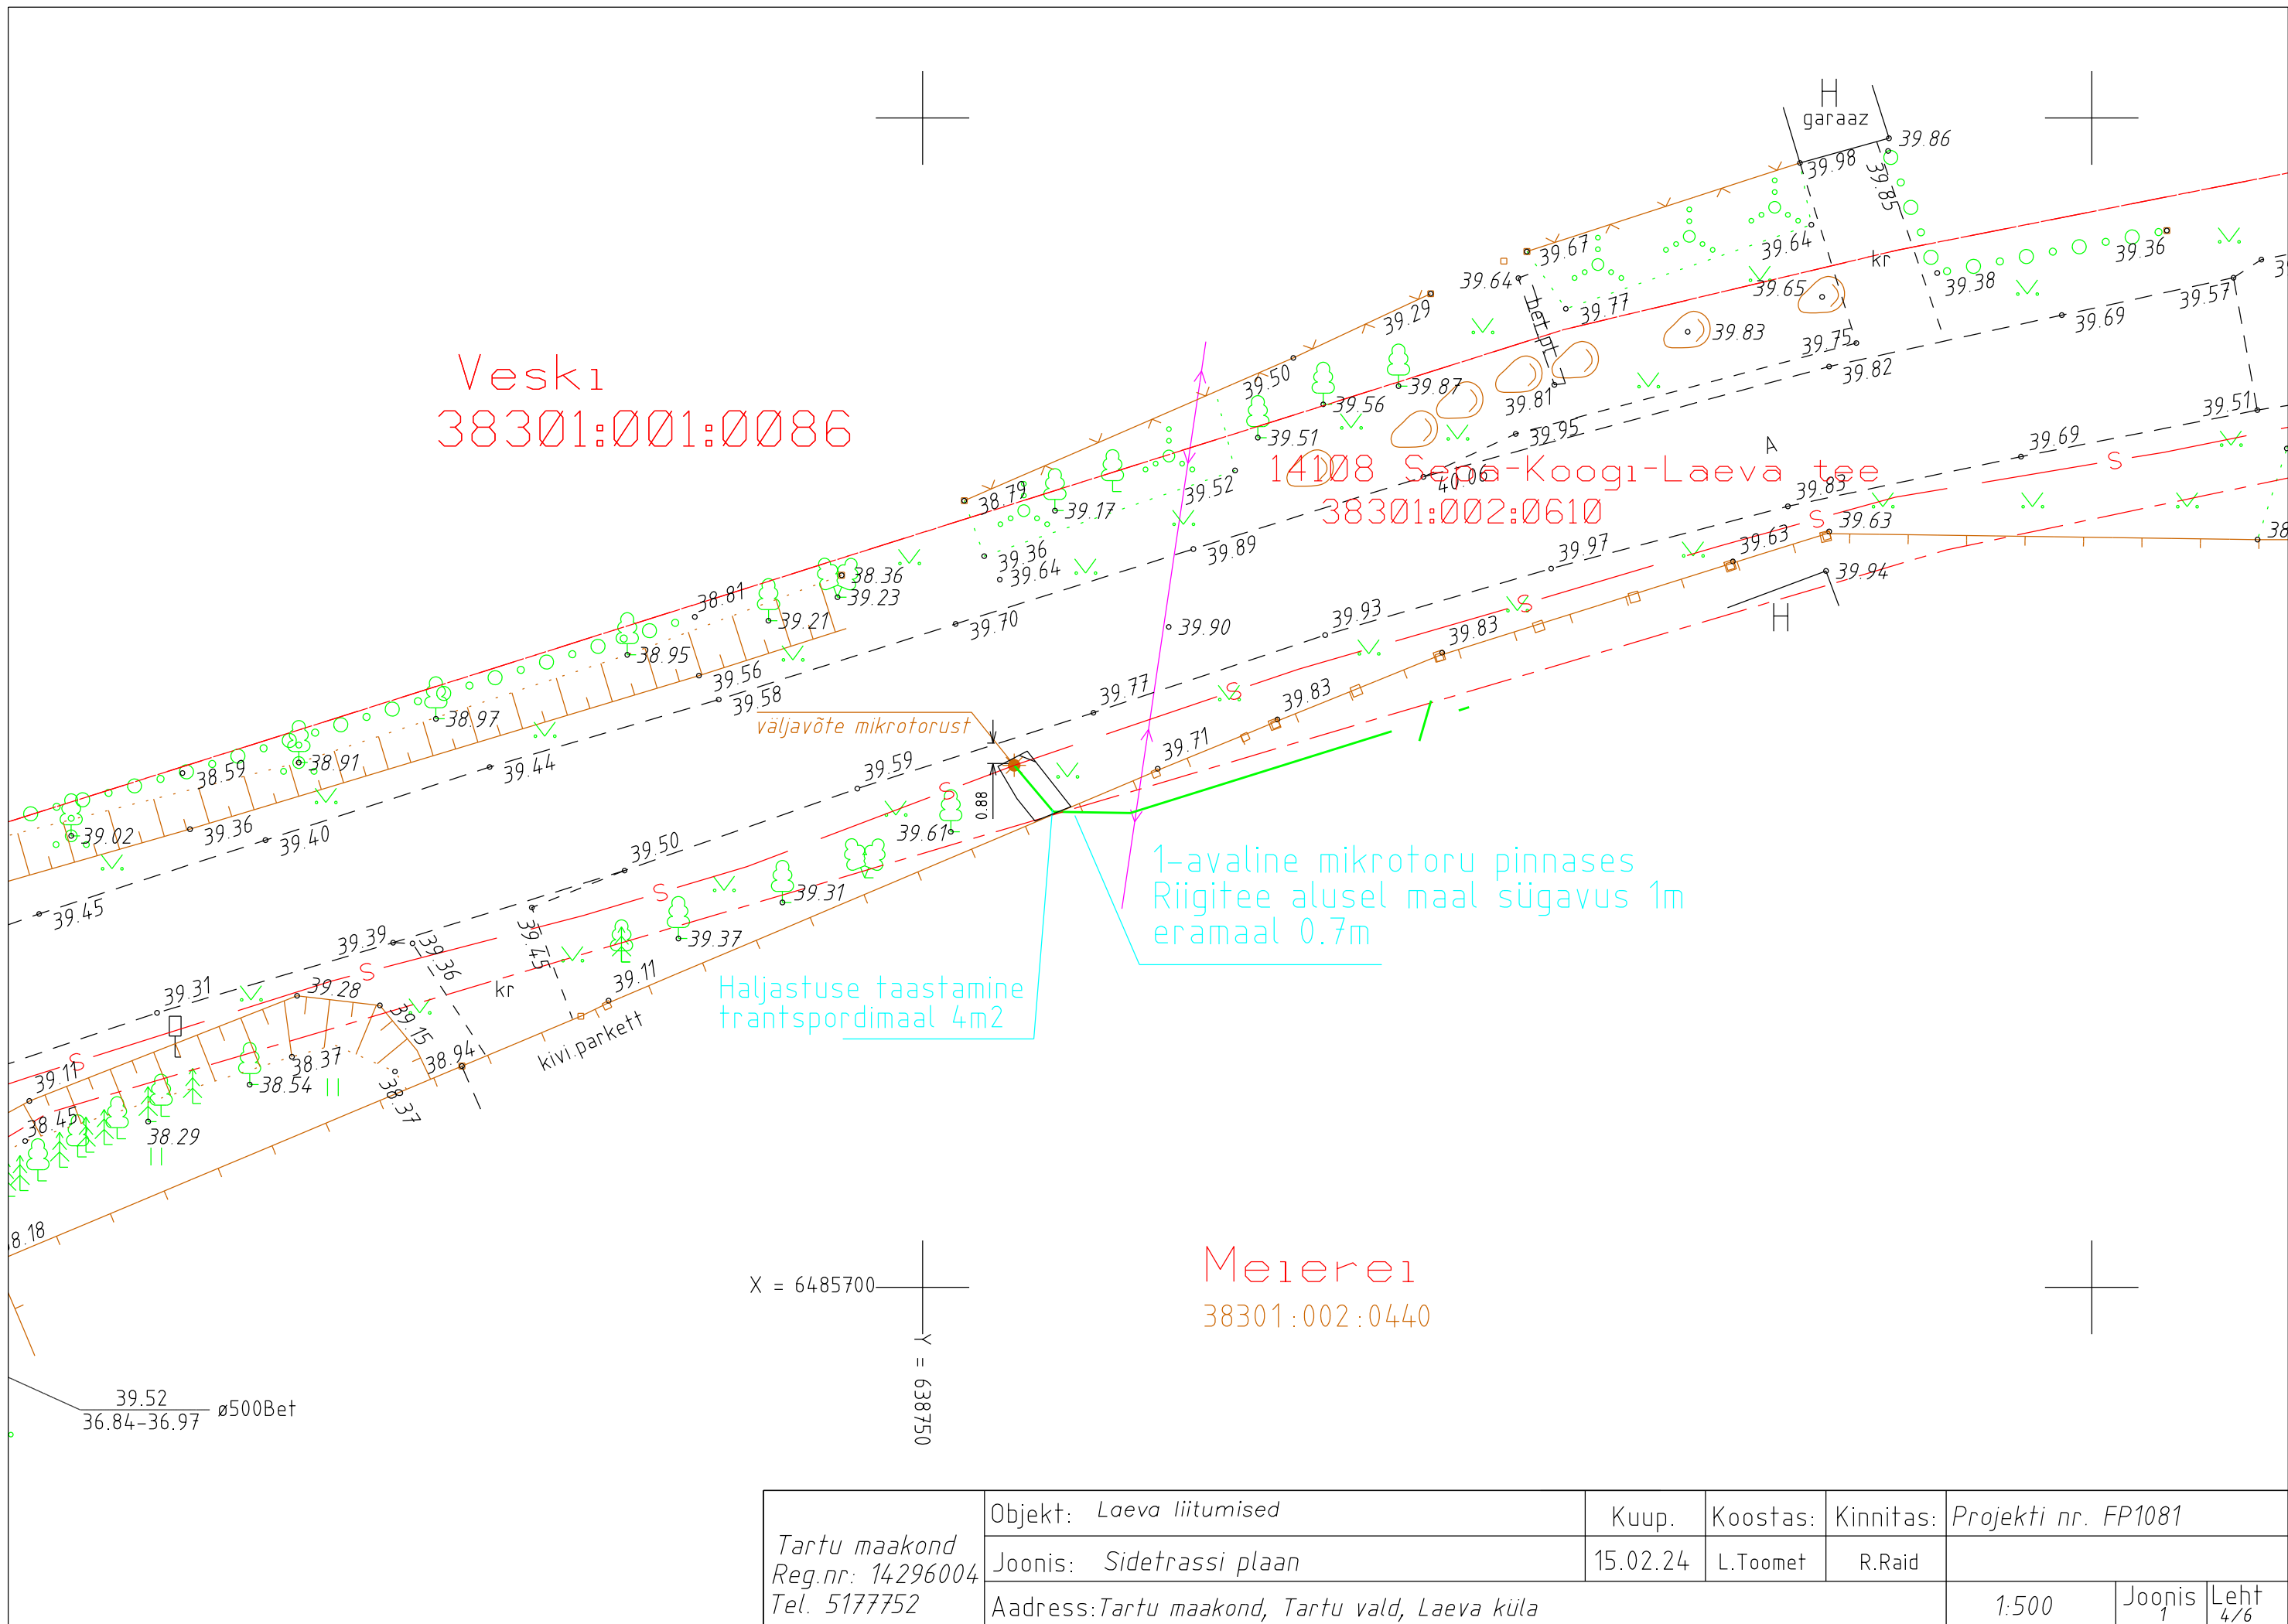 H
garaaz
39.86
39.98
39.85
39.67
39.64
39.64
39.36
kr
39.77
39.65
39.38
39.57
bet.pl.
39.29
39.83
39.69
39.75
39.82
Veski
38301:001:0086
39.50
39.87
39.56
39.81
39.51
39.51
39.95
A
39.69
14108 Sepa-Koogi-Laeva tee
38301:002:0610
S
40.06
39.52
38.79
39.17
39.83
S
39.63
39.63
38
39.36
39.64
39.89
39.97
39.94
H
38.36
39.23
38.81
39.21
39.70
39.90
39.93
S
39.83
38.95
39.56
39.58
39.77
S
39.83
38.97
väljavõte mikrotorust
39.71
38.59
38.91
39.44
39.59
S
0.88
39.02
39.36
39.40
39.61
39.50
39.31
S
1-avaline mikrotoru pinnases
Riigitee alusel maal sügavus 1m
eramaal 0.7m
39.45
39.39
39.36
39.45
39.37
S
kr
39.11
39.31
39.28
39.15
Haljastuse taastamine
trantspordimaal 4m2
kivi.parkett
S
39.11
38.37
38.94
38.54
38.37
38.45
38.29
8.18
X = 6485700
Y = 638750
Meierei
38301:002:0440
39.52
36.84-36.97
ø500Bet
Tartu maakond
Reg.nr: 14296004
Tel. 5177752
Objekt: Laeva liitumised
Kuup.
Koostas:
Kinnitas:
Projekti nr. FP1081
Joonis: Sidetrassi plaan
15.02.24
L.Toomet
R.Raid
Aadress:Tartu maakond, Tartu vald, Laeva küla
1:500
Joonis
1
Leht
4/6